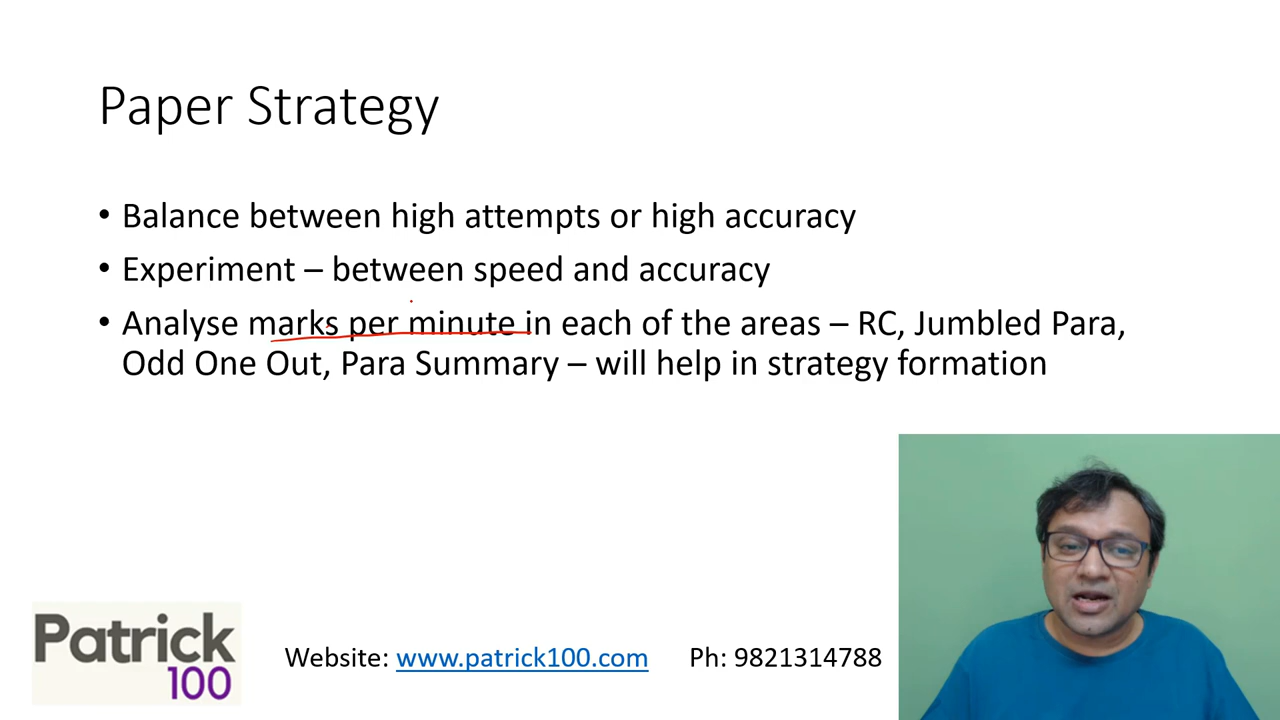 Paper Strategy
• Balance between high attempts or high accuracy
• Experiment – between speed and accuracy
• Analyse marks per minute in each of the areas – RC, Jumbled Para,
Odd One Out, Para Summary – will help in strategy formation
Patrick
100
Website: www.patrick100.com Ph: 9821314788